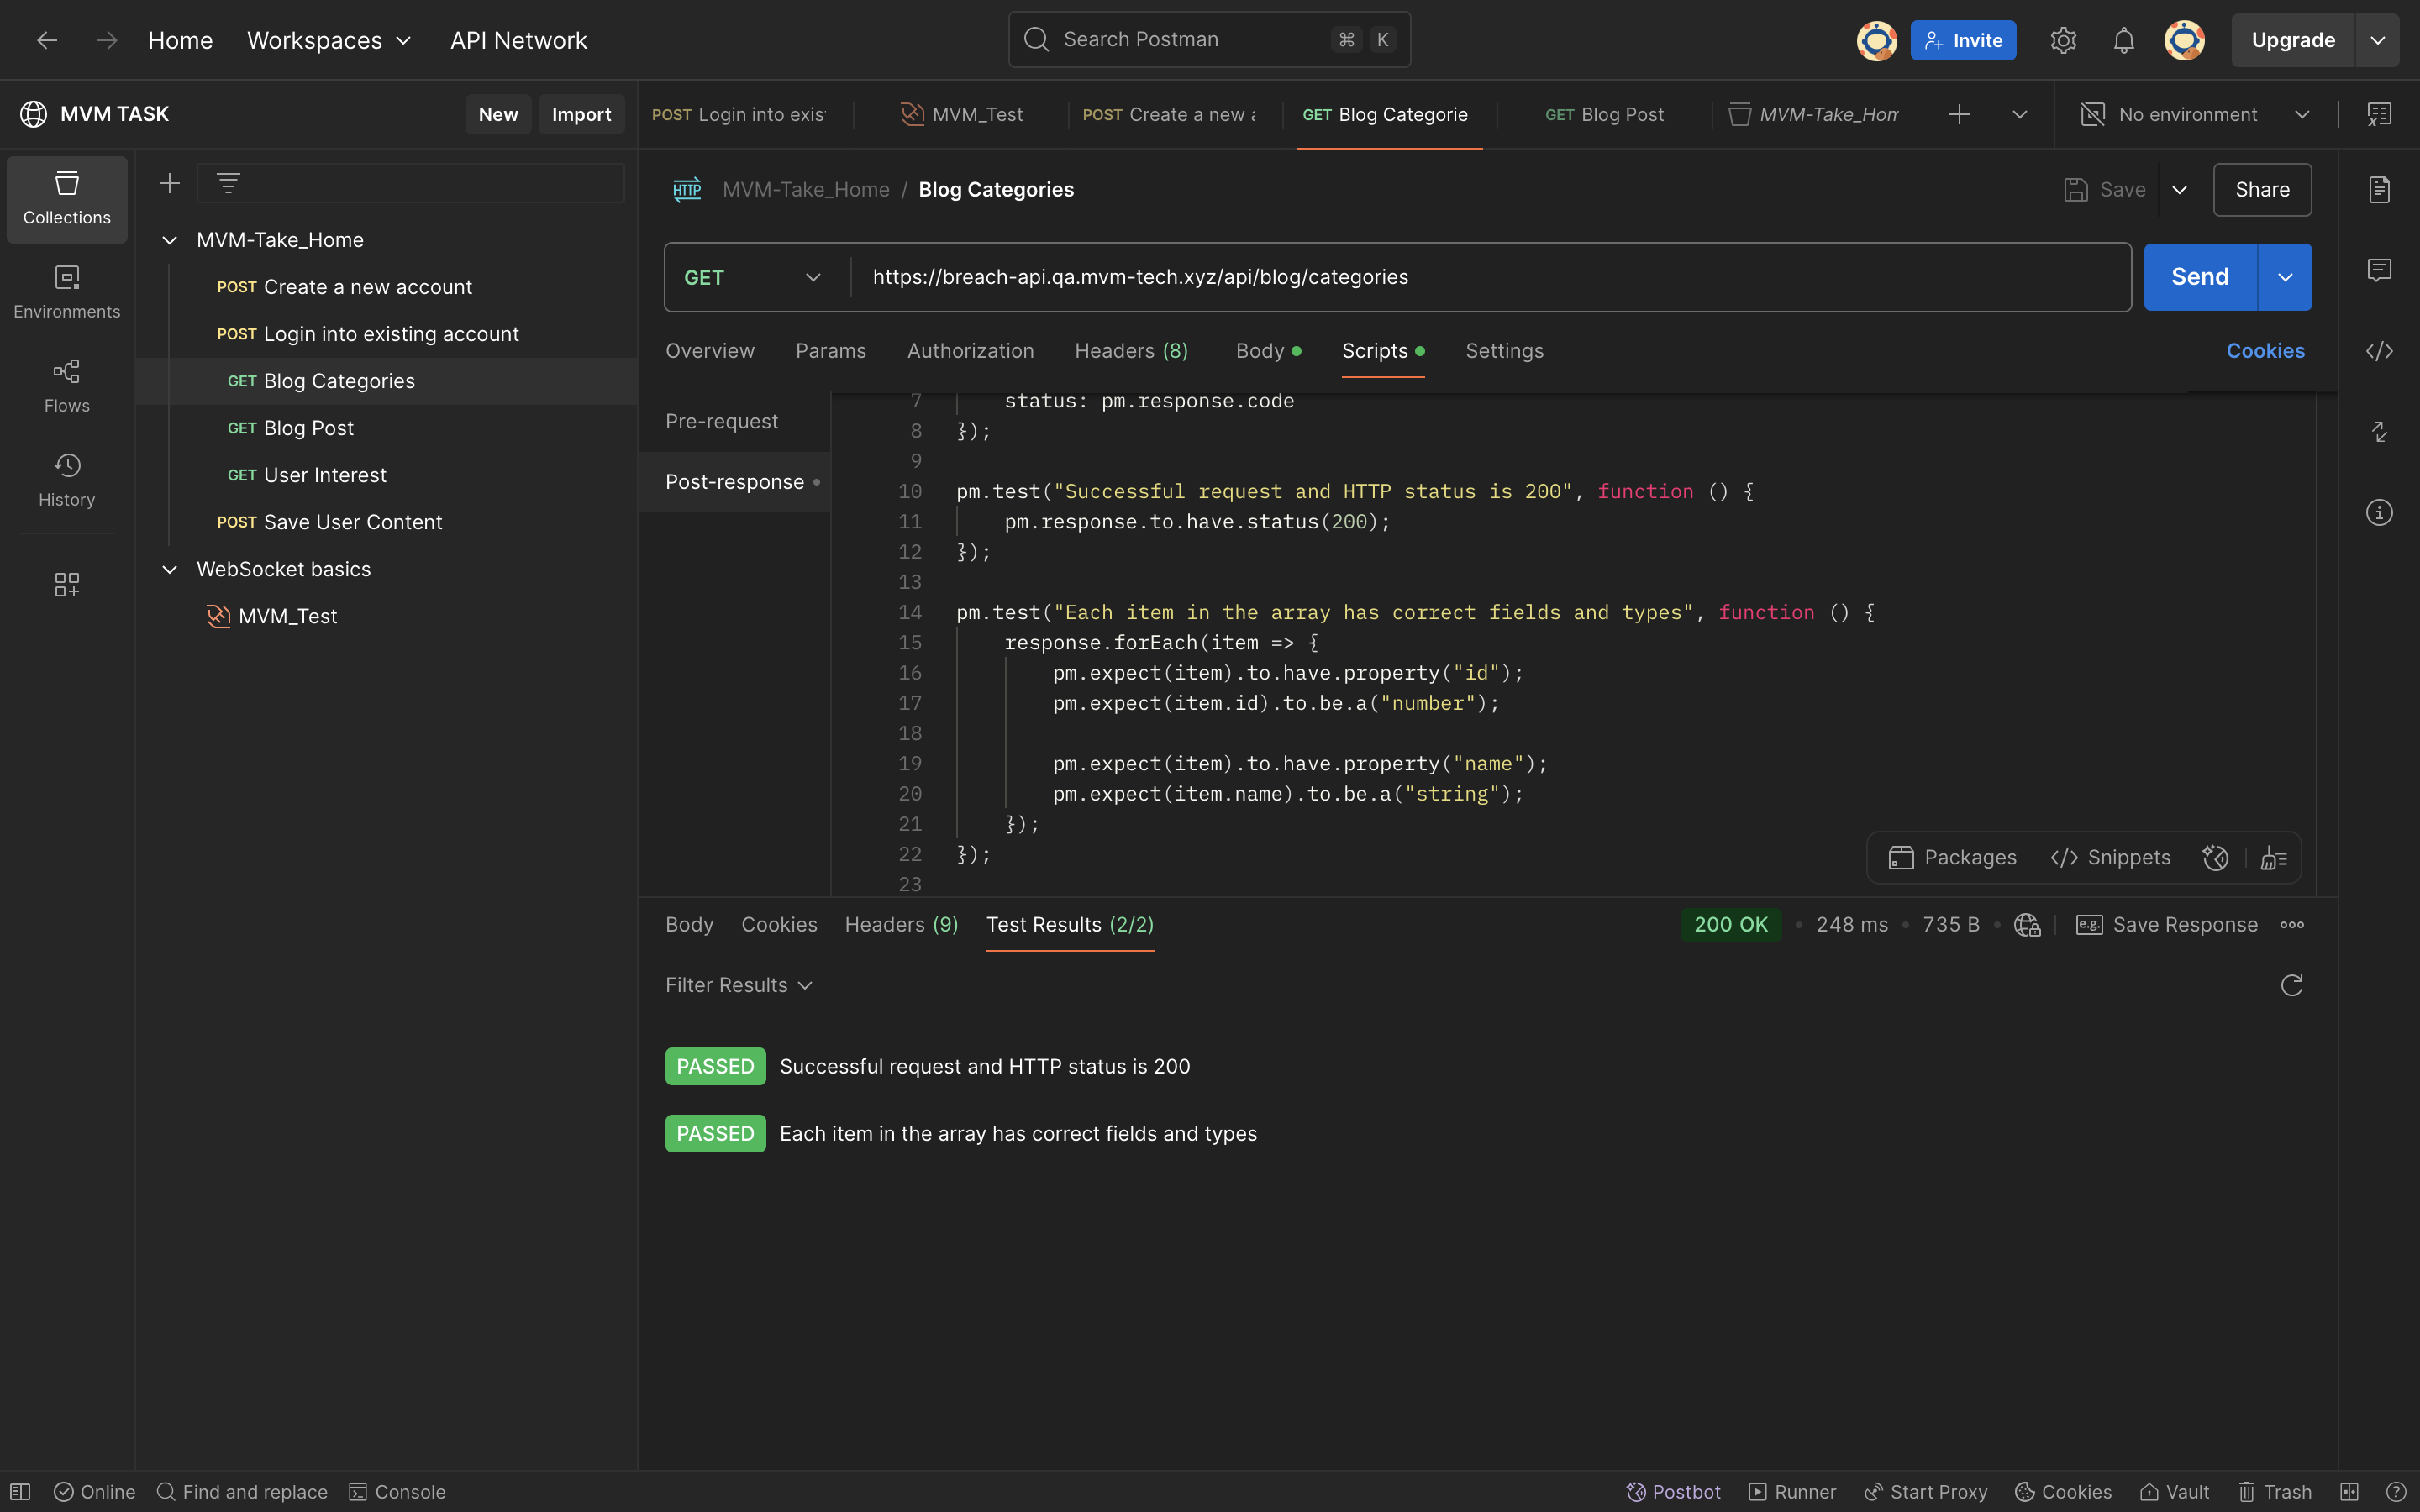 Home Workspaces API Network
Search Postman ⌘ K
Invite
Upgrade
MVM TASK New Import
POST Login into exis
MVM_Test
POST Create a new a
GET Blog Categorie
GET Blog Post
MVM-Take_Hom
No environment
Collections
Environments
Flows
History
MVM-Take_Home
POST Create a new account
POST Login into existing account
GET Blog Categories
GET Blog Post
GET User Interest
POST Save User Content
WebSocket basics
MVM_Test
HTTP MVM-Take_Home / Blog Categories
Save Share
GET https://breach-api.qa.mvm-tech.xyz/api/blog/categories Send
Overview Params Authorization Headers (8) Body Scripts Settings Cookies
Pre-request
Post-response
7 status: pm.response.code
8 });
9
10 pm.test("Successful request and HTTP status is 200", function () {
11 pm.response.to.have.status(200);
12 });
13
14 pm.test("Each item in the array has correct fields and types", function () {
15 response.forEach(item => {
16 pm.expect(item).to.have.property("id");
17 pm.expect(item.id).to.be.a("number");
18
19 pm.expect(item).to.have.property("name");
20 pm.expect(item.name).to.be.a("string");
21 });
22 });
23
Packages </> Snippets
Body Cookies Headers (9) Test Results (2/2)
200 OK • 248 ms • 735 B • e.g. Save Response
Filter Results
PASSED Successful request and HTTP status is 200
PASSED Each item in the array has correct fields and types
Online Find and replace Console
Postbot Runner Start Proxy Cookies Vault Trash